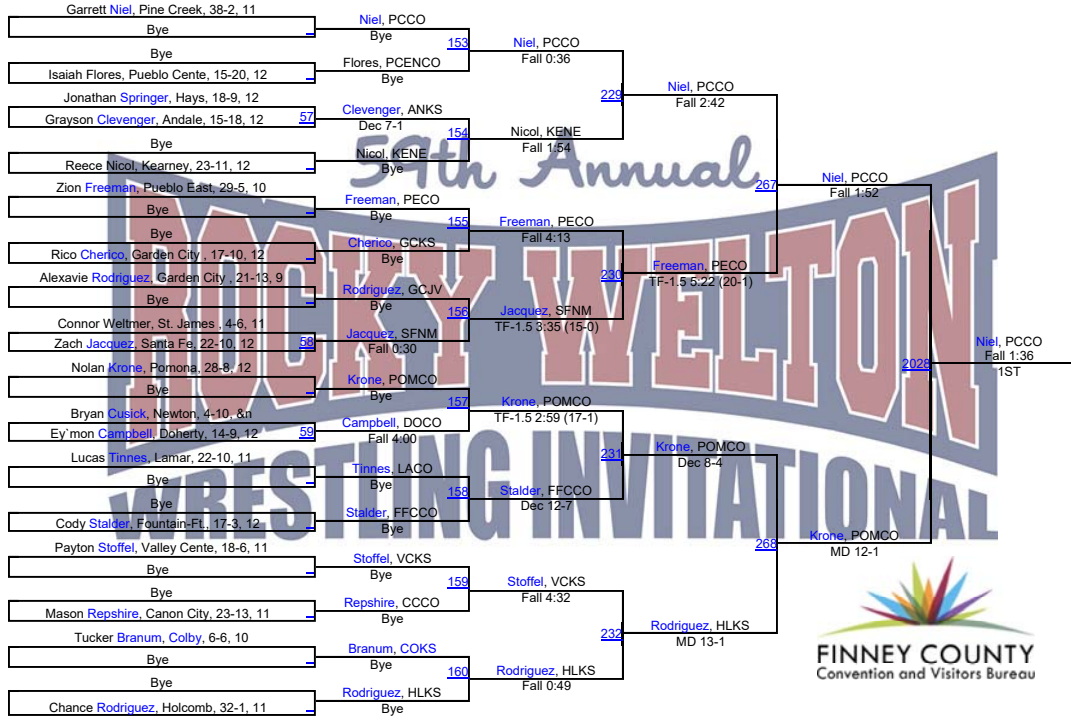 Garrett Niel, Pine Creek, 38-2, 11
Bye
Bye
Isaiah Flores, Pueblo Cente, 15-20, 12
Jonathan Springer, Hays, 18-9, 12
Grayson Clevenger, Andale, 15-18, 12
57
Bye
Reece Nicol, Kearney, 23-11, 12
Zion Freeman, Pueblo East, 29-5, 10
Bye
Bye
Rico Cherico, Garden City , 17-10, 12
Alexavie Rodriguez, Garden City , 21-13, 9
Bye
Connor Weltmer, St. James , 4-6, 11
Zach Jacquez, Santa Fe, 22-10, 12
58
Nolan Krone, Pomona, 28-8, 12
Bye
Bryan Cusick, Newton, 4-10, &n
Ey`mon Campbell, Doherty, 14-9, 12
59
Lucas Tinnes, Lamar, 22-10, 11
Bye
Bye
Cody Stalder, Fountain-Ft., 17-3, 12
Payton Stoffel, Valley Cente, 18-6, 11
Bye
Bye
Mason Repshire, Canon City, 23-13, 11
Tucker Branum, Colby, 6-6, 10
Bye
Bye
Chance Rodriguez, Holcomb, 32-1, 11
Niel, PCCO
Bye
153
Flores, PCENCO
Bye
Clevenger, ANKS
Dec 7-1
154
Nicol, KENE
Bye
Freeman, PECO
Bye
155
Cherico, GCKS
Bye
Rodriguez, GCJV
Bye
156
Jacquez, SFNM
Fall 0:30
Krone, POMCO
Bye
157
Campbell, DOCO
Fall 4:00
Tinnes, LACO
Bye
158
Stalder, FFCCO
Bye
Stoffel, VCKS
Bye
159
Repshire, CCCO
Bye
Branum, COKS
Bye
160
Rodriguez, HLKS
Bye
Niel, PCCO
Fall 0:36
229
Nicol, KENE
Fall 1:54
Freeman, PECO
Fall 4:13
230
Jacquez, SFNM
TF-1.5 3:35 (15-0)
Krone, POMCO
TF-1.5 2:59 (17-1)
231
Stalder, FFCCO
Dec 12-7
Stoffel, VCKS
Fall 4:32
232
Rodriguez, HLKS
Fall 0:49
Niel, PCCO
Fall 2:42
267
Freeman, PECO
TF-1.5 5:22 (20-1)
Krone, POMCO
Dec 8-4
268
Rodriguez, HLKS
MD 13-1
Niel, PCCO
Fall 1:52
2028
Krone, POMCO
MD 12-1
Niel, PCCO
Fall 1:36
1ST
59th Annual
ROCKY WELTON
WRESTLING INVITATIONAL
FINNEY COUNTY
Convention and Visitors Bureau